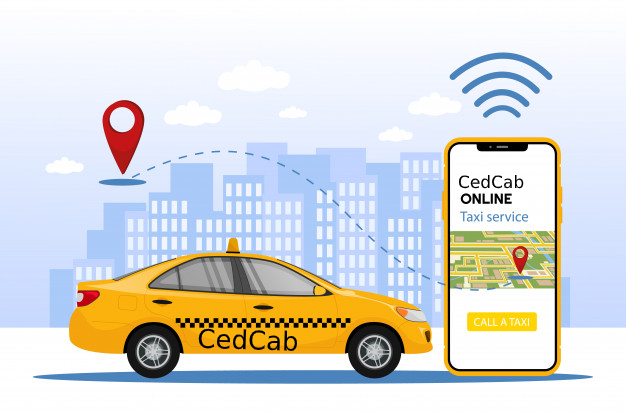 CedCab
ONLINE
Taxi service
CALL A TAXI
CedCab